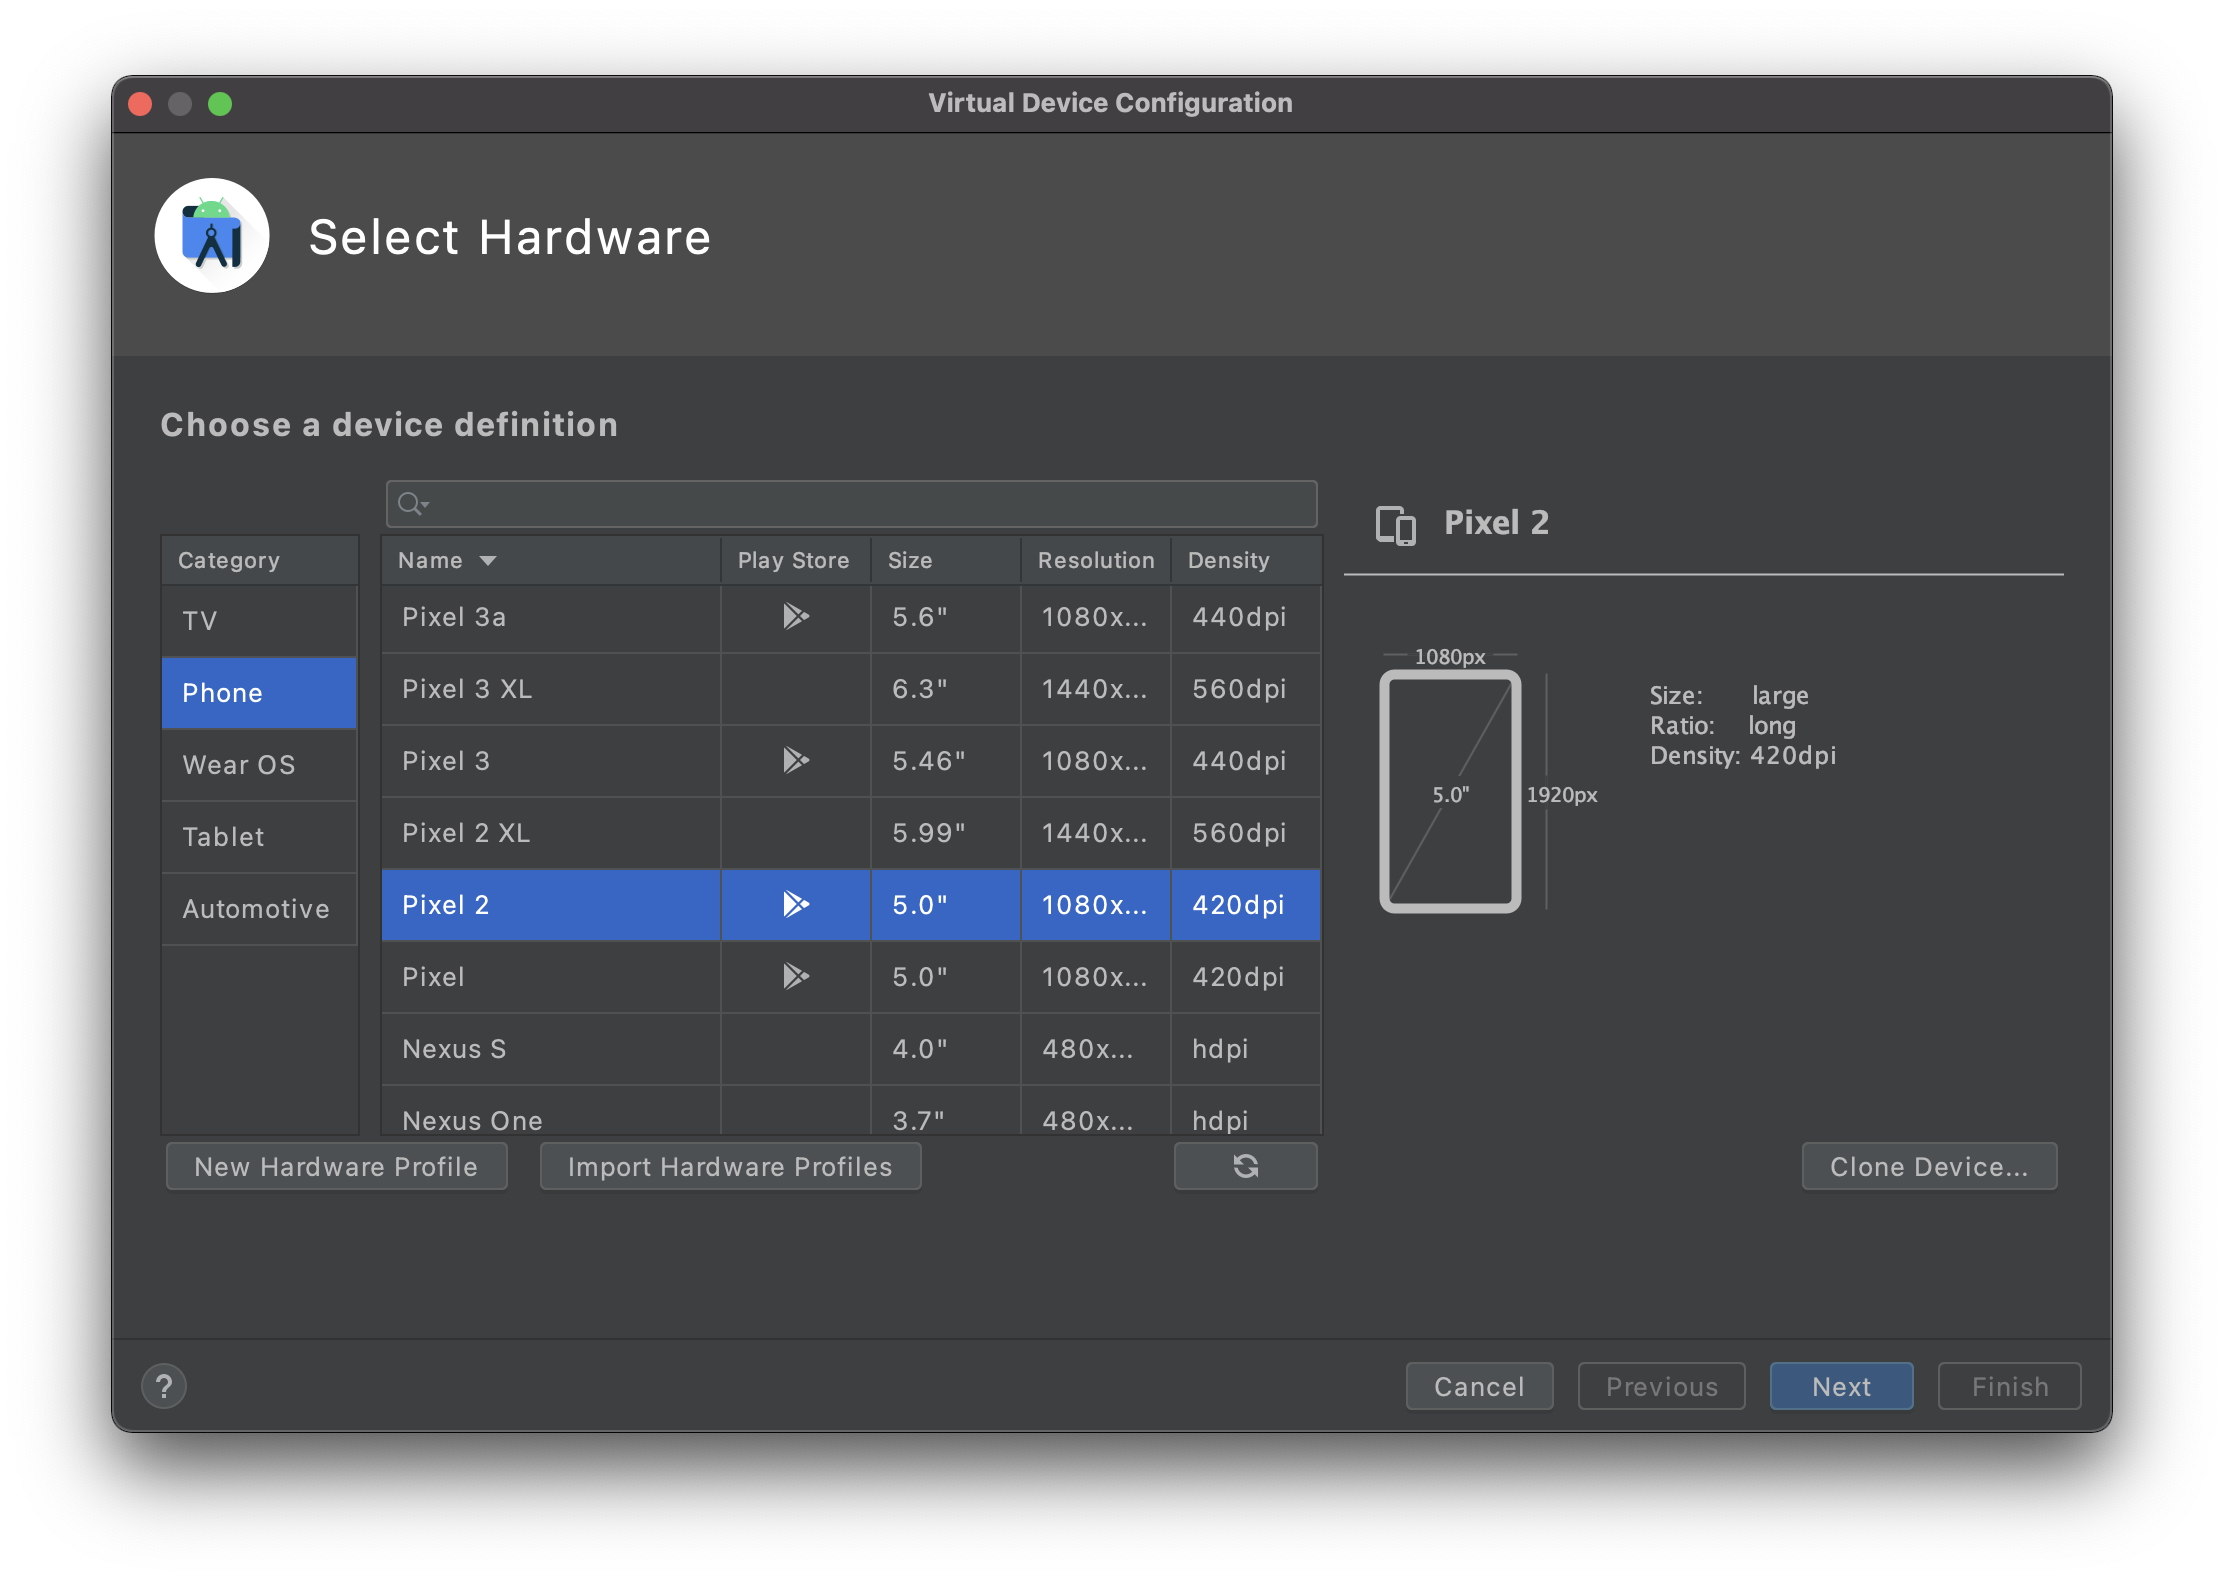 Virtual Device Configuration
Select Hardware
Choose a device definition
Category
TV
Phone
Wear OS
Tablet
Automotive
Name Play Store Size Resolution Density
Pixel 3a 5.6" 1080x... 440dpi
Pixel 3 XL 6.3" 1440x... 560dpi
Pixel 3 5.46" 1080x... 440dpi
Pixel 2 XL 5.99" 1440x... 560dpi
Pixel 2 5.0" 1080x... 420dpi
Pixel 5.0" 1080x... 420dpi
Nexus S 4.0" 480x... hdpi
Nexus One 3.7" 480x... hdpi
Pixel 2
1080px
5.0"
1920px
Size: large
Ratio: long
Density: 420dpi
New Hardware Profile Import Hardware Profiles
Clone Device...
?
Cancel Previous Next Finish